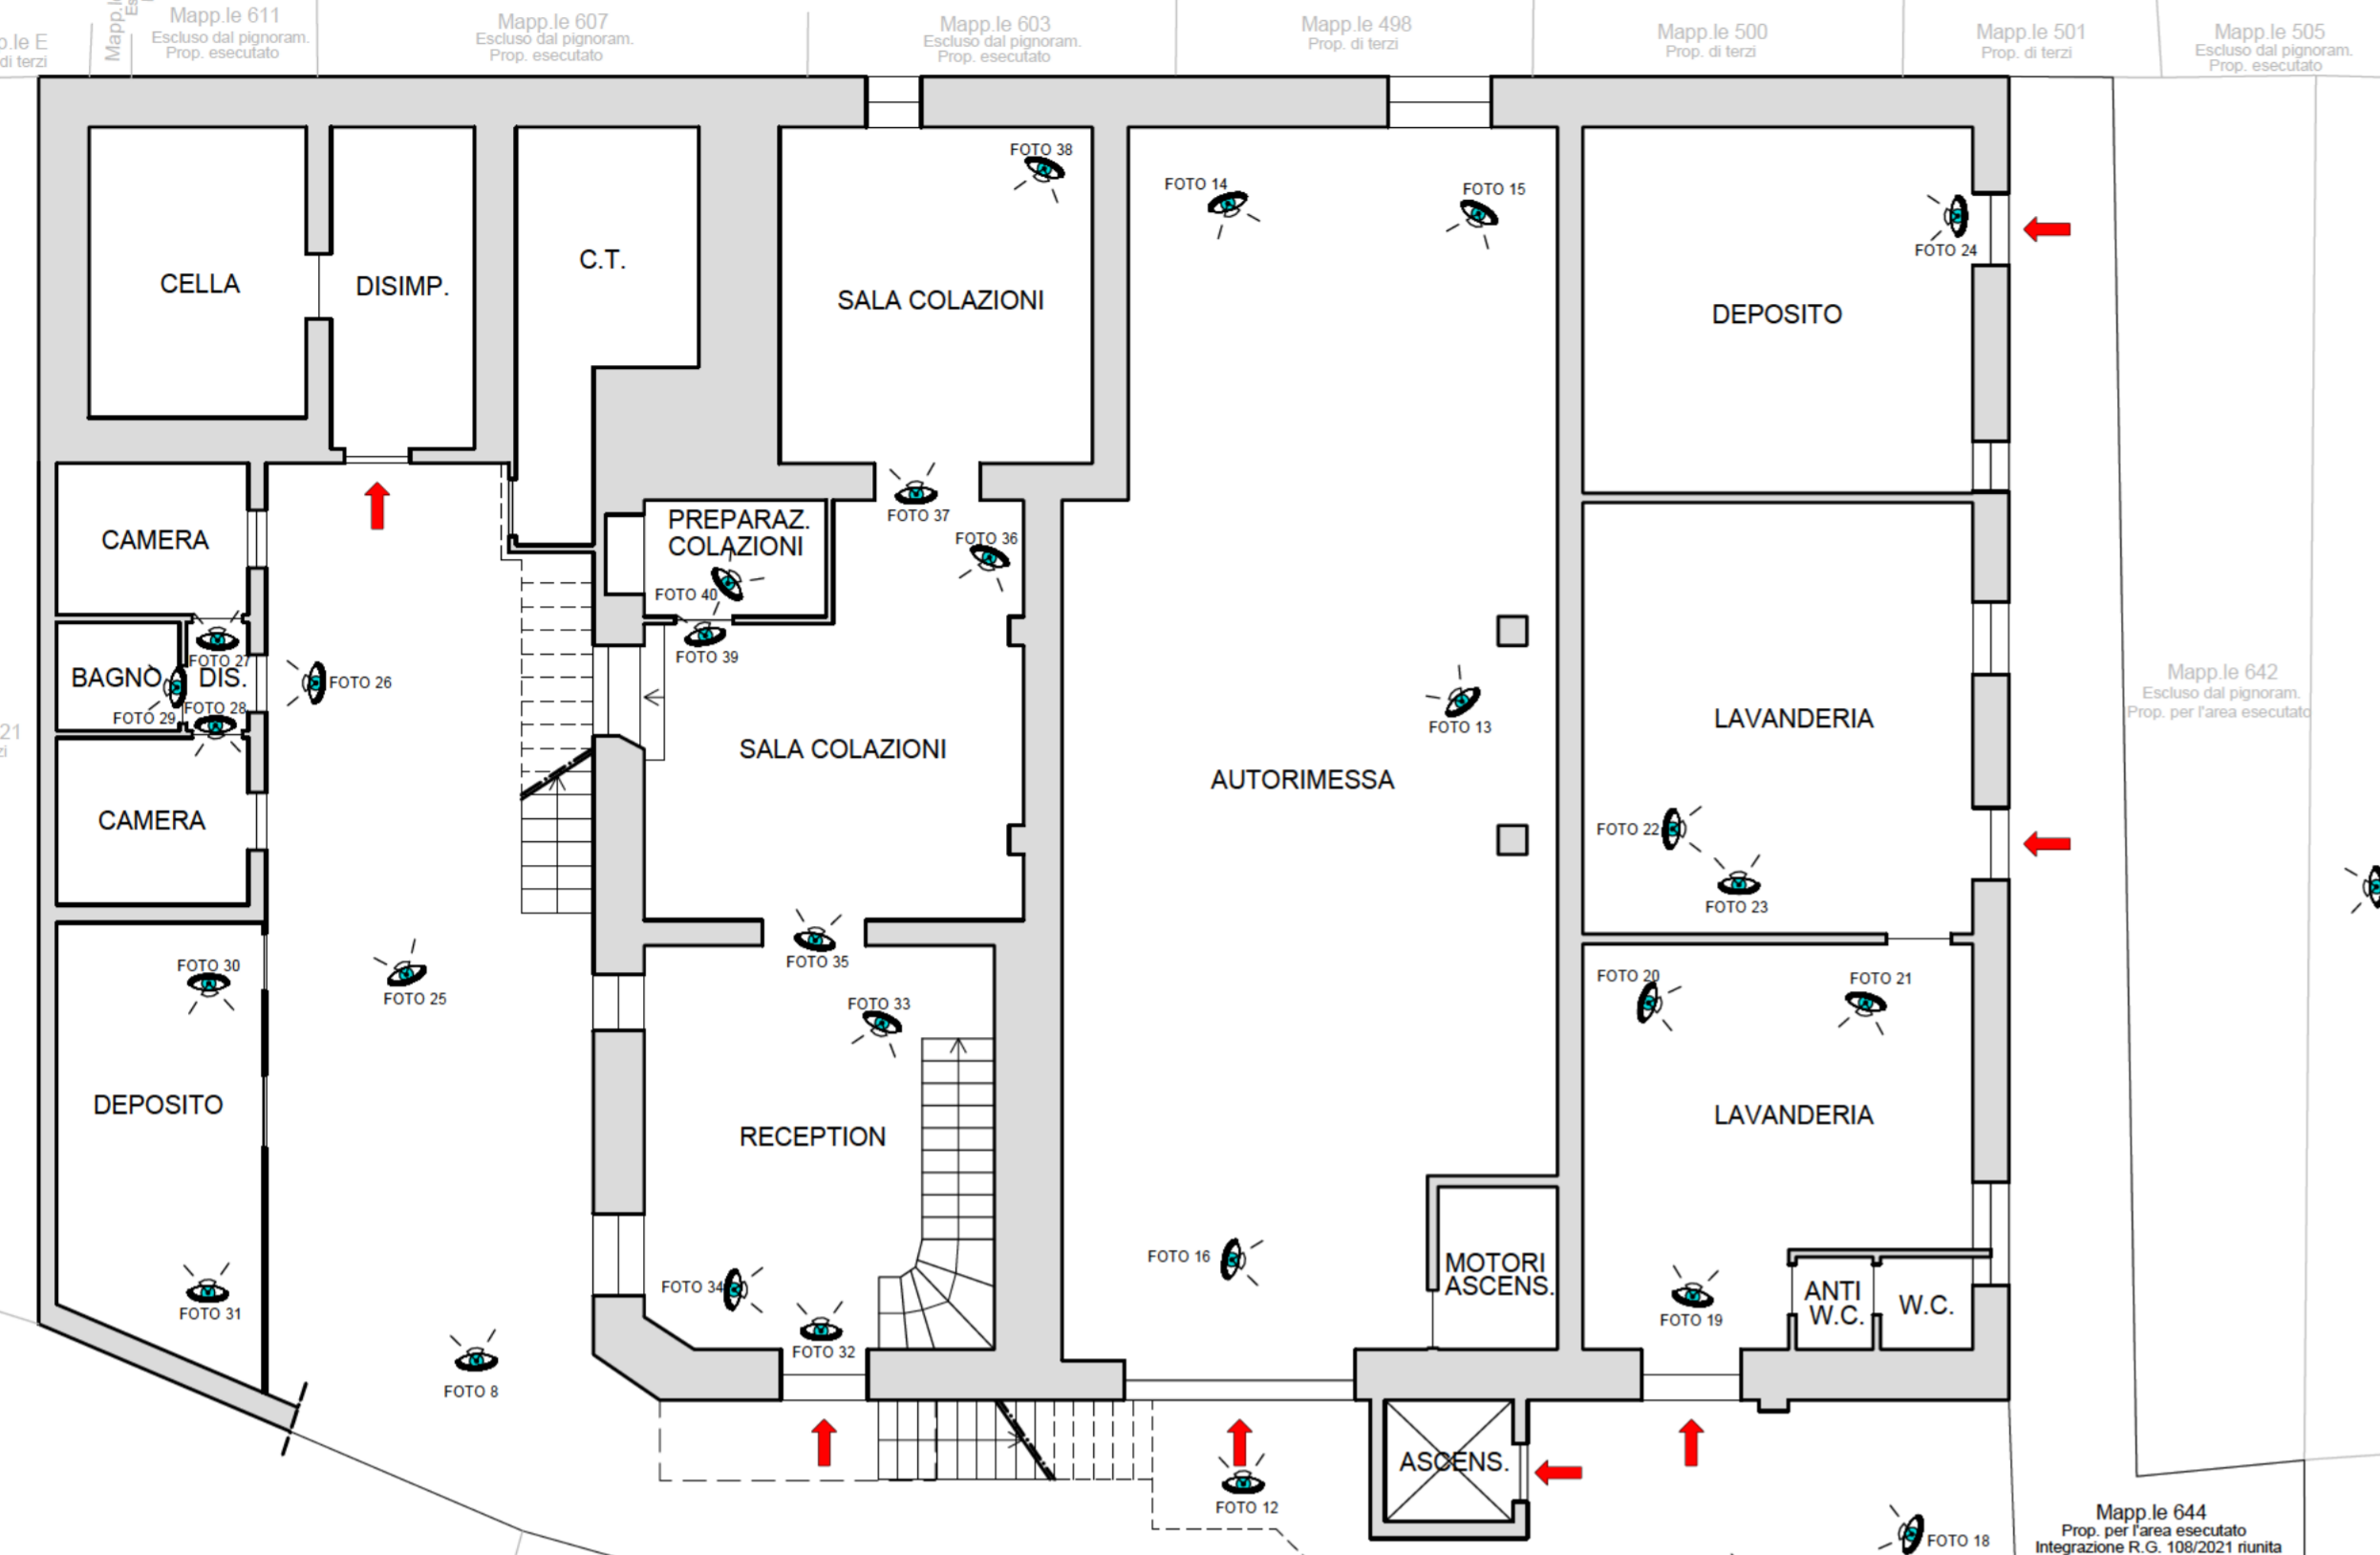 Mapp.le 611
Escluso dal pignoram.
Prop. esecutato
Mapp.le 607
Escluso dal pignoram.
Prop. esecutato
Mapp.le 603
Escluso dal pignoram.
Prop. esecutato
Mapp.le 498
Prop. di terzi
Mapp.le 500
Prop. di terzi
Mapp.le 501
Prop. di terzi
Mapp.le 505
Escluso dal pignoram.
Prop. esecutato
di terzi
FOTO 38
FOTO 14
FOTO 15
FOTO 24
CELLA
DISIMP.
C.T.
SALA COLAZIONI
DEPOSITO
FOTO 37
FOTO 36
PREPARAZ.
COLAZIONI
FOTO 40
FOTO 39
CAMERA
FOTO 27
BAGNO
DIS.
FOTO 26
FOTO 28
FOTO 29
CAMERA
SALA COLAZIONI
FOTO 13
AUTORIMESSA
LAVANDERIA
FOTO 22
FOTO 23
Mapp.le 642
Escluso dal pignoram.
Prop. per l'area esecutato
21
FOTO 30
FOTO 25
FOTO 35
FOTO 33
FOTO 20
FOTO 21
DEPOSITO
RECEPTION
LAVANDERIA
FOTO 31
FOTO 8
FOTO 34
FOTO 32
FOTO 16
MOTORI
ASCENS.
FOTO 19
ANTI
W.C.
W.C.
ASCENS.
FOTO 12
FOTO 18
Mapp.le 644
Prop. per l'area esecutato
Integrazione R.G. 108/2021 riunita